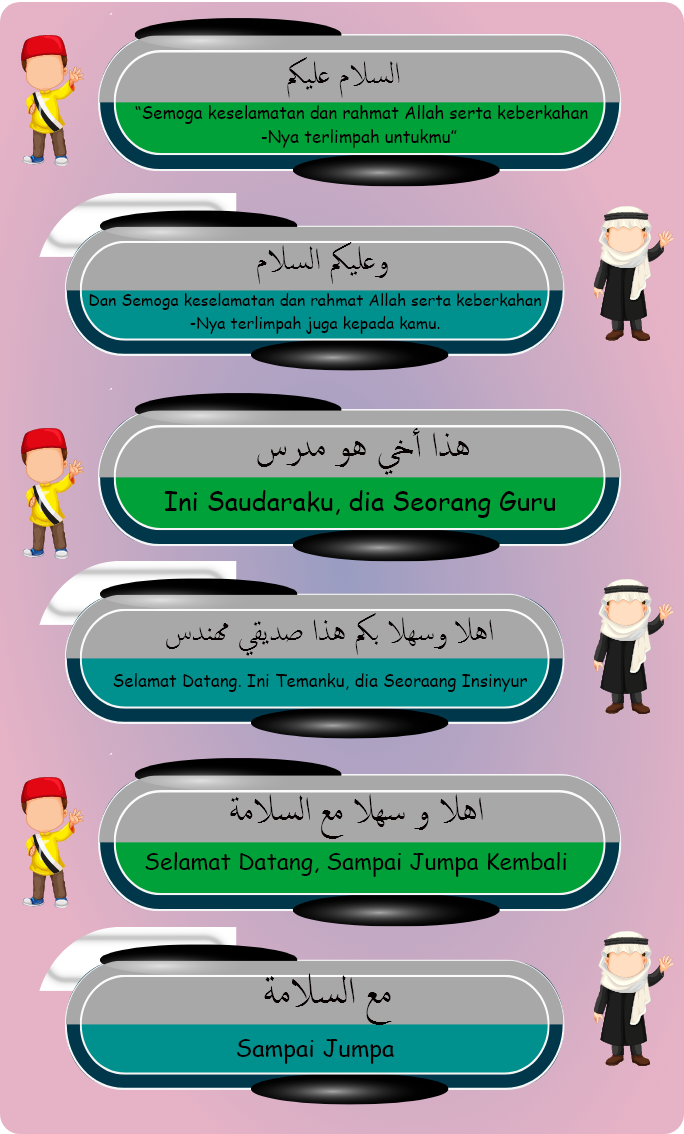 السلام عليكم
“Semoga keselamatan dan rahmat Allah serta keberkahan
-Nya terlimpah untukmu”
وعليكم السلام
Dan Semoga keselamatan dan rahmat Allah serta keberkahan
-Nya terlimpah juga kepada kamu.
هذا أخي هو مدرس
Ini Saudaraku, dia Seorang Guru
اهلا وسهلا بكم هذا صديقي مهندس
Selamat Datang. Ini Temanku, dia Seoraang Insinyur
اهلا و سهلا مع السلامة
Selamat Datang, Sampai Jumpa Kembali
مع السلامة
Sampai Jumpa